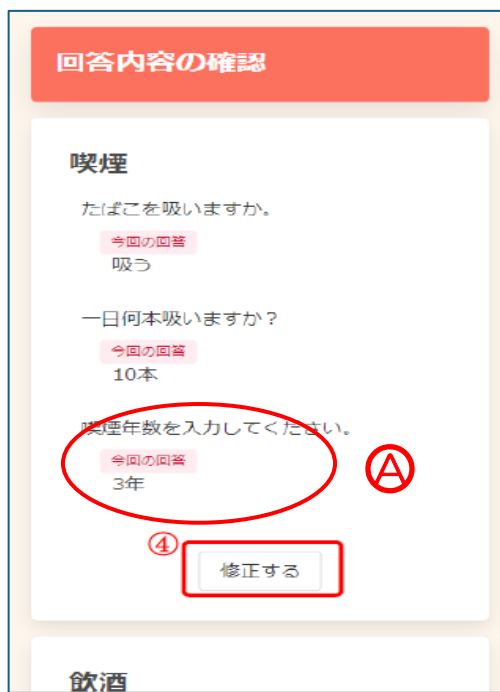 回答内容の確認
喫煙
たばこを吸いますか。
今回の回答
吸う
一日何本吸いますか？
今回の回答
10本
喫煙年数を入力してください。
今回の回答
3年
Ⓐ
④
修正する
飲酒